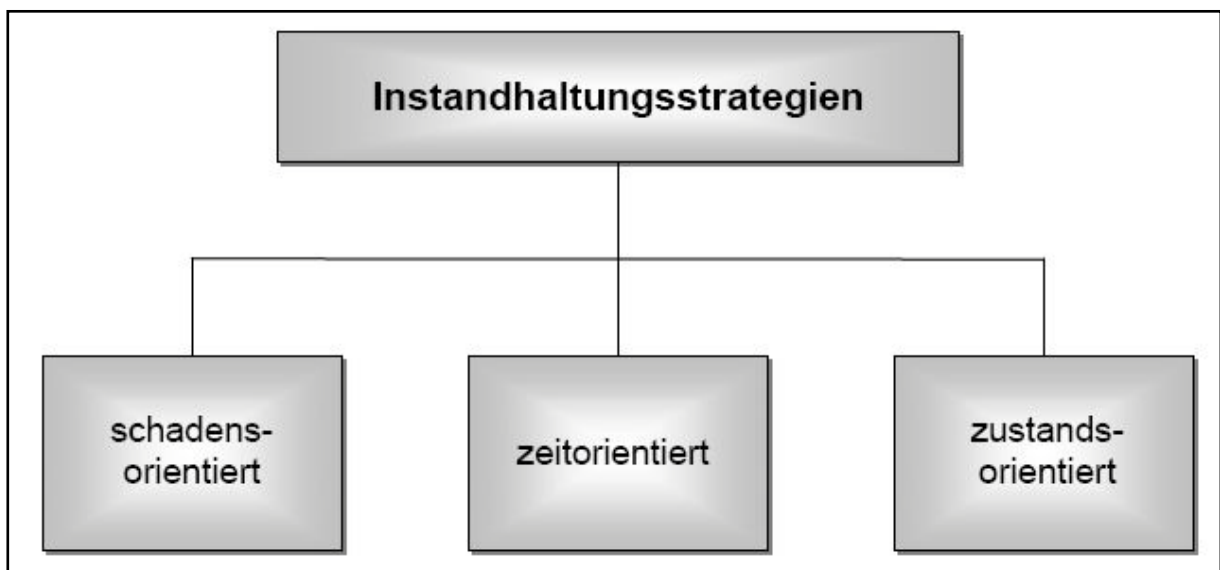 Instandhaltungsstrategien
schadens-
orientiert
zeitorientiert
zustands-
orientiert